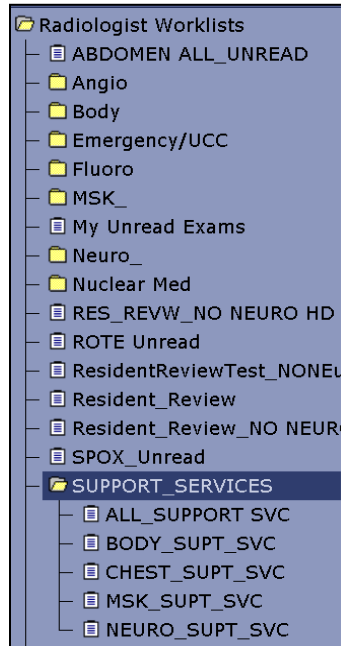 Radiologist Worklists
ABDOMEN ALL_UNREAD
Angio
Body
Emergency/UCC
Fluoro
MSK_
My Unread Exams
Neuro_
Nuclear Med
RES_REVW_NO NEURO HD
ROTE Unread
ResidentReviewTest_NONEu
Resident_Review
Resident_Review_NO NEUR
SPOX_Unread
SUPPORT_SERVICES
ALL_SUPPORT SVC
BODY_SUPT_SVC
CHEST_SUPT_SVC
MSK_SUPT_SVC
NEURO_SUPT_SVC